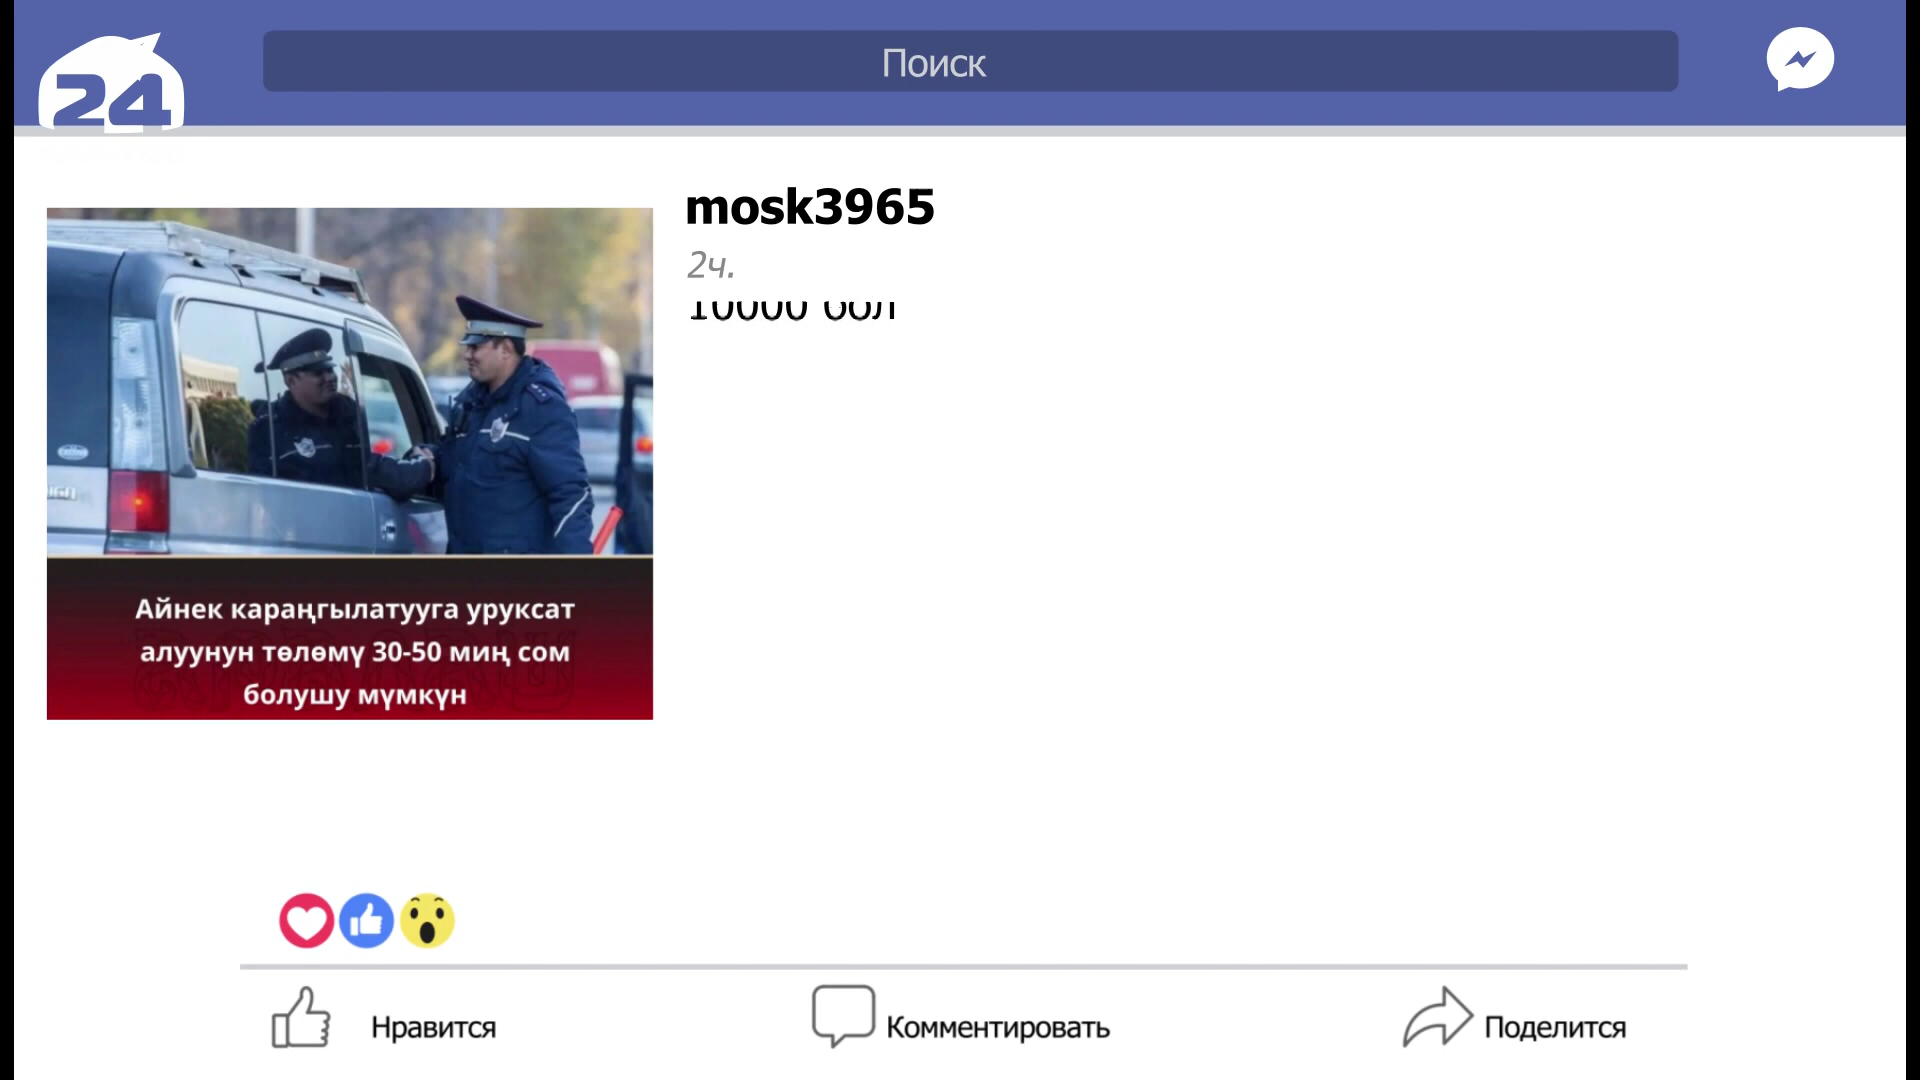 24
Поиск
mosk3965
2ч.
Айнек караңгылатууга уруксат
алуунун төлөмү 30-50 миң сом
болушу мүмкүн
Нравится
Комментировать
Поделится